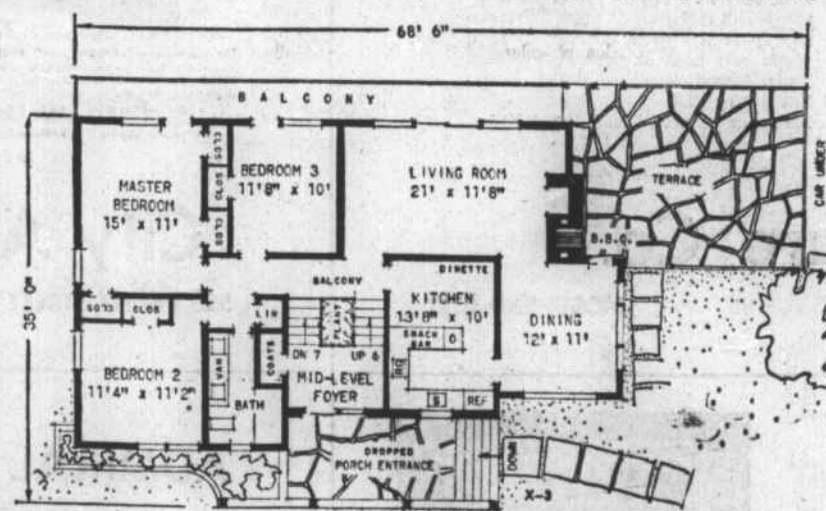 68' 6"
BALCONY
35' 0"
MASTER
BEDROOM
15' x 11'
CLOS
CLOS
CLOS
BEDROOM 3
11'8" x 10'
LIVING ROOM
21' x 11'8"
TERRACE
CAR UNDER
B.B.Q.
BALCONY
DINETTE
KITCHEN
13'8" x 10'
SNACK
BAR
DINING
12' x 11'
CLOS
CLOS
LIN
PLANT
DN 7
UP 6
COATS
MID-LEVEL
FOYER
BEDROOM 2
11'4" x 11'2"
VAN
BATH
S
REF
DROPPED
PORCH ENTRANCE
DOWN
X-3